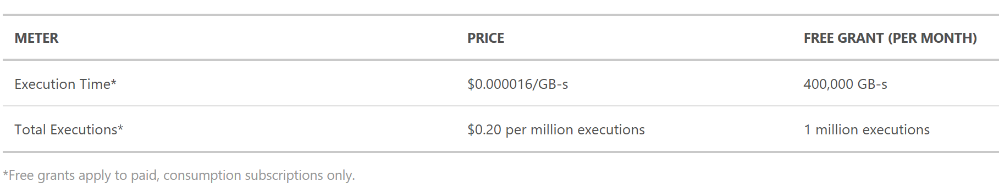 METER PRICE FREE GRANT (PER MONTH)
Execution Time* $0.000016/GB-s 400,000 GB-s
Total Executions* $0.20 per million executions 1 million executions
*Free grants apply to paid, consumption subscriptions only.